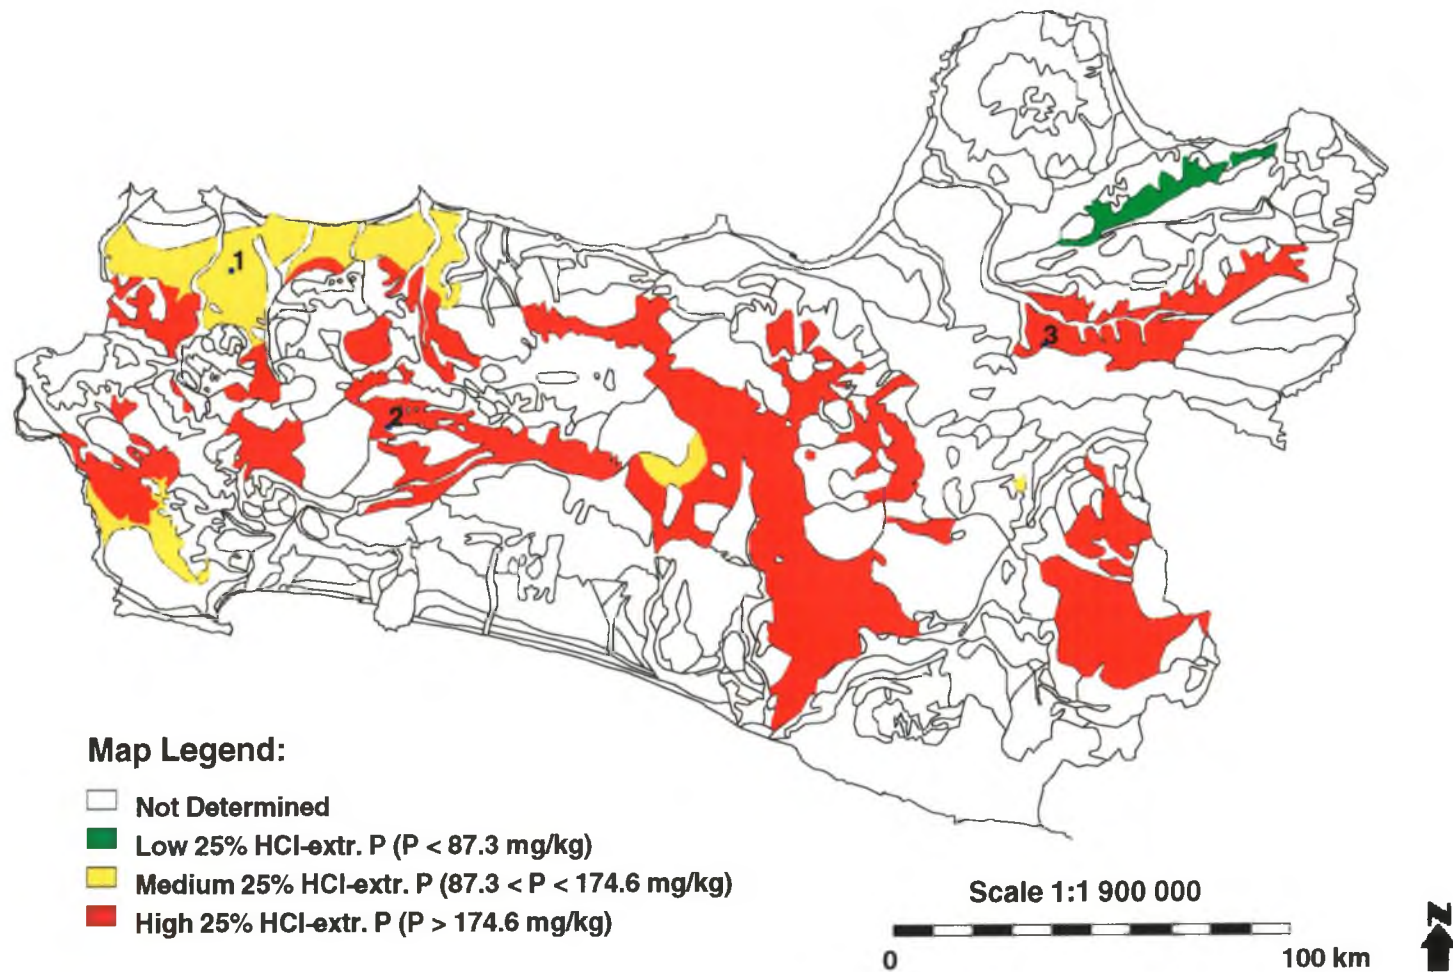 1
3
2
Map Legend:
Not Determined
Low 25% HCl-extr. P (P < 87.3 mg/kg)
Medium 25% HCl-extr. P (87.3 < P < 174.6 mg/kg)
High 25% HCl-extr. P (P > 174.6 mg/kg)
Scale 1:1 900 000
0
100 km
N